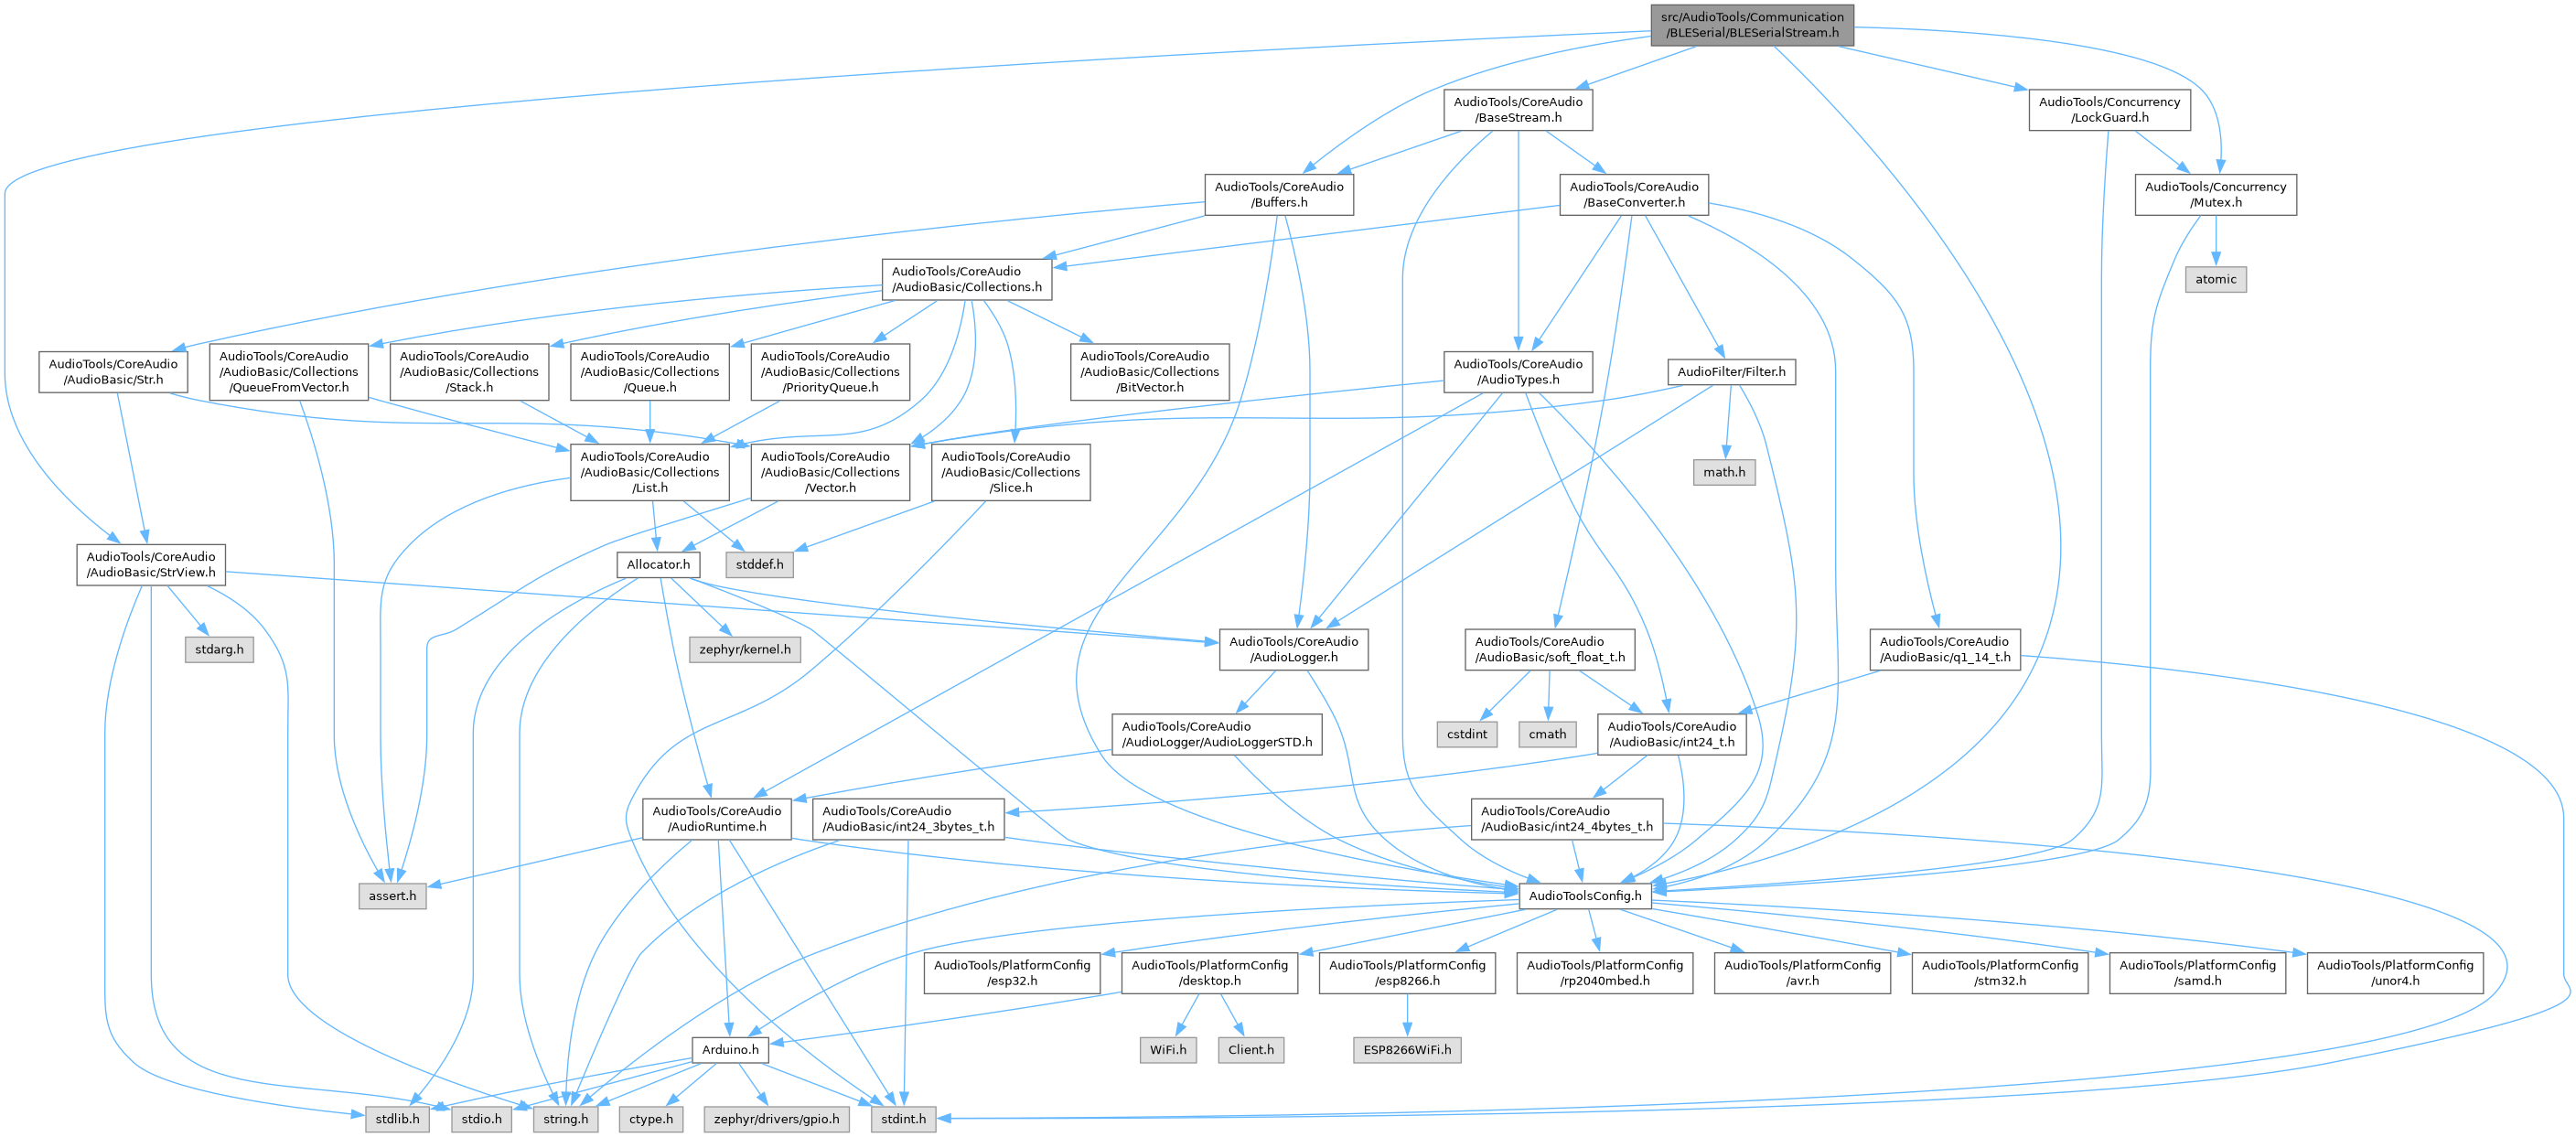 src/AudioTools/Communication
/BLESerial/BLESerialStream.h
AudioTools/CoreAudio
/BaseStream.h
AudioTools/Concurrency
/LockGuard.h
AudioTools/CoreAudio
/Buffers.h
AudioTools/CoreAudio
/BaseConverter.h
AudioTools/Concurrency
/Mutex.h
AudioTools/CoreAudio
/AudioBasic/Collections.h
atomic
AudioTools/CoreAudio
/AudioBasic/Str.h
AudioTools/CoreAudio
/AudioBasic/Collections
/QueueFromVector.h
AudioTools/CoreAudio
/AudioBasic/Collections
/Stack.h
AudioTools/CoreAudio
/AudioBasic/Collections
/Queue.h
AudioTools/CoreAudio
/AudioBasic/Collections
/PriorityQueue.h
AudioTools/CoreAudio
/AudioBasic/Collections
/BitVector.h
AudioTools/CoreAudio
/AudioTypes.h
AudioFilter/Filter.h
AudioTools/CoreAudio
/AudioBasic/Collections
/List.h
AudioTools/CoreAudio
/AudioBasic/Collections
/Vector.h
AudioTools/CoreAudio
/AudioBasic/Collections
/Slice.h
math.h
AudioTools/CoreAudio
/AudioBasic/StrView.h
Allocator.h
stddef.h
stdarg.h
zephyr/kernel.h
AudioTools/CoreAudio
/AudioLogger.h
AudioTools/CoreAudio
/AudioBasic/soft_float_t.h
AudioTools/CoreAudio
/AudioBasic/q1_14_t.h
AudioTools/CoreAudio
/AudioLogger/AudioLoggerSTD.h
cstdint
cmath
AudioTools/CoreAudio
/AudioBasic/int24_t.h
AudioTools/CoreAudio
/AudioRuntime.h
AudioTools/CoreAudio
/AudioBasic/int24_3bytes_t.h
AudioTools/CoreAudio
/AudioBasic/int24_4bytes_t.h
assert.h
AudioToolsConfig.h
AudioTools/PlatformConfig
/esp32.h
AudioTools/PlatformConfig
/desktop.h
AudioTools/PlatformConfig
/esp8266.h
AudioTools/PlatformConfig
/rp2040mbed.h
AudioTools/PlatformConfig
/avr.h
AudioTools/PlatformConfig
/stm32.h
AudioTools/PlatformConfig
/samd.h
AudioTools/PlatformConfig
/unor4.h
Arduino.h
WiFi.h
Client.h
ESP8266WiFi.h
stdlib.h
stdio.h
string.h
ctype.h
zephyr/drivers/gpio.h
stdint.h